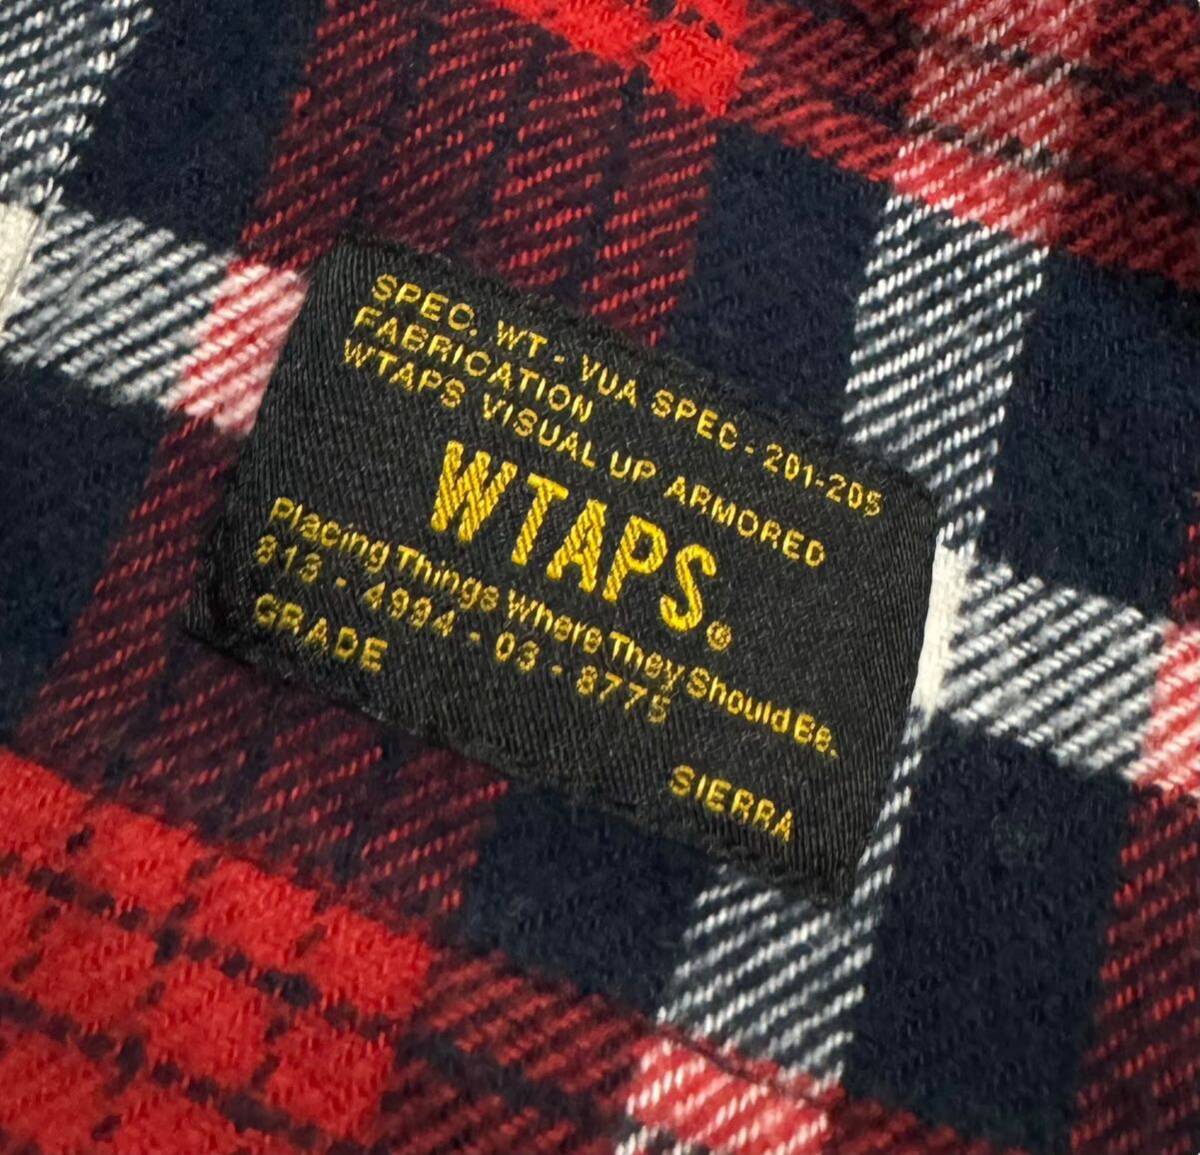 SPEC. WT - VUA SPEC - 201-205
FABRICATION
WTAPS VISUAL UP ARMORED
WTAPS®
Placing Things Where They Should Be.
813 - 4994 - 03 - 8775
GRADE
SIERRA